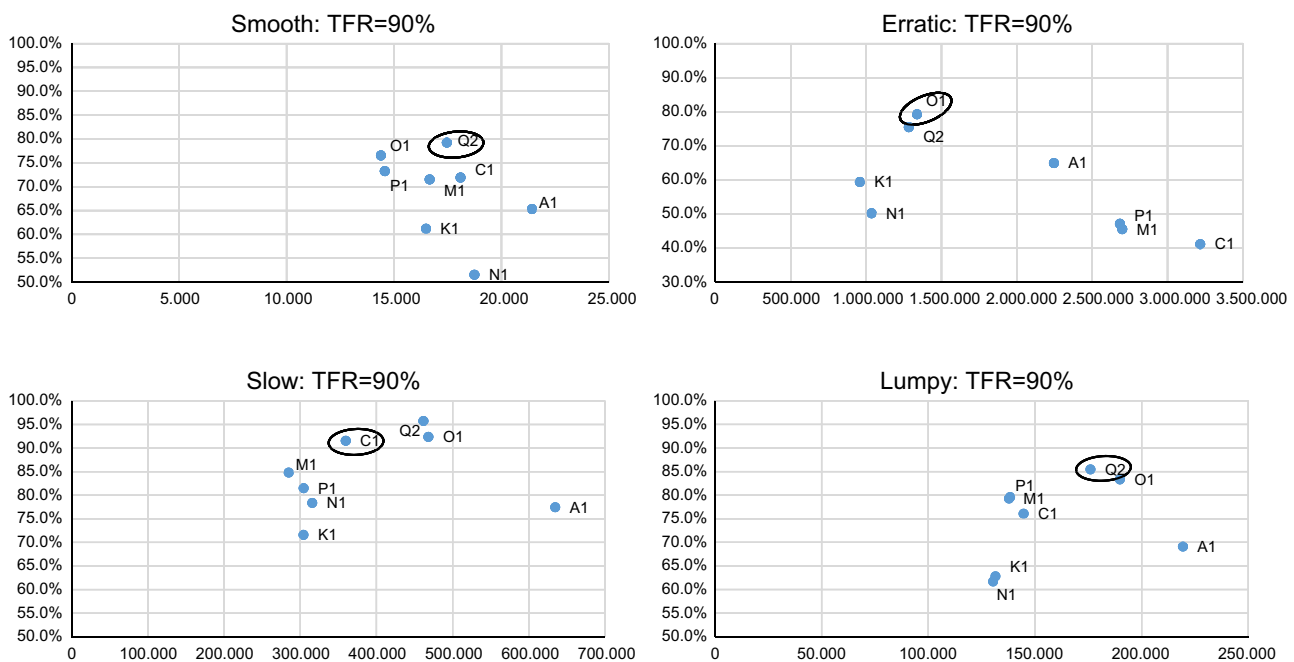 Smooth: TFR=90%
100.0%
95.0%
90.0%
85.0%
80.0%
75.0%
70.0%
65.0%
60.0%
55.0%
50.0%
O1
Q2
P1
M1
C1
A1
K1
N1
0 5.000 10.000 15.000 20.000 25.000
Erratic: TFR=90%
100.0%
90.0%
80.0%
70.0%
60.0%
50.0%
40.0%
30.0%
O1
Q2
A1
K1
N1
P1
M1
C1
0 500.000 1.000.000 1.500.000 2.000.000 2.500.000 3.000.000 3.500.000
Slow: TFR=90%
100.0%
95.0%
90.0%
85.0%
80.0%
75.0%
70.0%
65.0%
60.0%
55.0%
50.0%
Q2
O1
C1
M1
P1
N1
A1
K1
0 100.000 200.000 300.000 400.000 500.000 600.000 700.000
Lumpy: TFR=90%
100.0%
95.0%
90.0%
85.0%
80.0%
75.0%
70.0%
65.0%
60.0%
55.0%
50.0%
Q2
O1
P1
M1
C1
A1
K1
N1
0 50.000 100.000 150.000 200.000 250.000